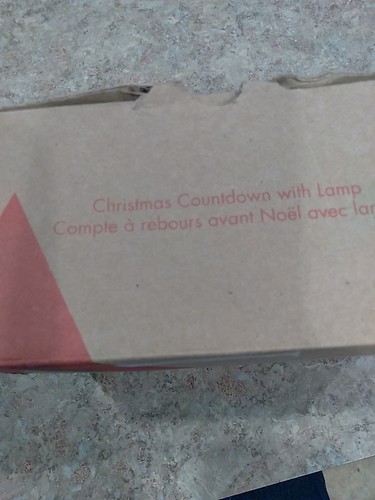 Christmas Countdown with Lamp
Compte à rebours avant Noël avec